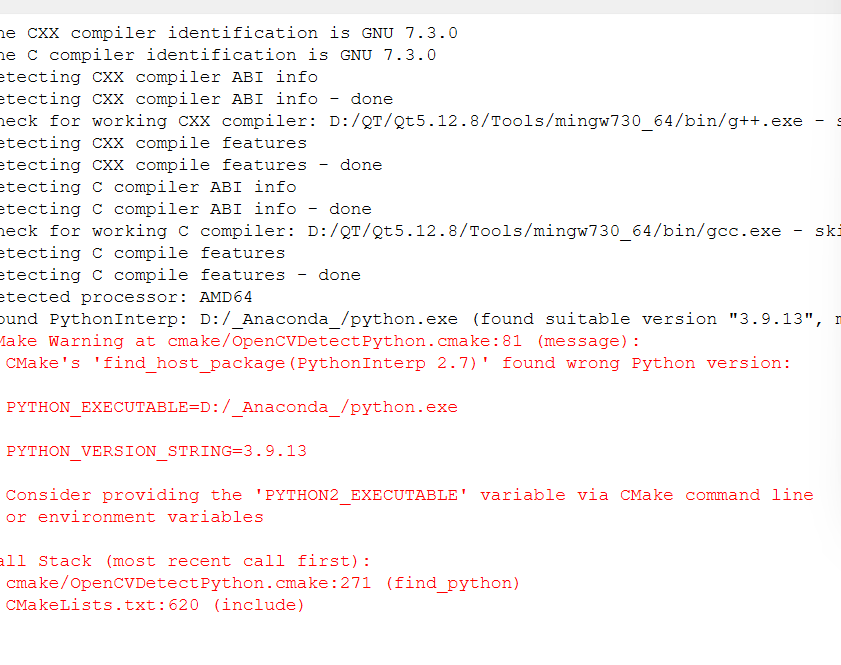 he CXX compiler identification is GNU 7.3.0
he C compiler identification is GNU 7.3.0
etecting CXX compiler ABI info
etecting CXX compiler ABI info - done
heck for working CXX compiler: D:/QT/Qt5.12.8/Tools/mingw730_64/bin/g++.exe - s
etecting CXX compile features
etecting CXX compile features - done
etecting C compiler ABI info
etecting C compiler ABI info - done
heck for working C compiler: D:/QT/Qt5.12.8/Tools/mingw730_64/bin/gcc.exe - ski
etecting C compile features
etecting C compile features - done
etected processor: AMD64
ound PythonInterp: D:/_Anaconda_/python.exe (found suitable version "3.9.13", m
Make Warning at cmake/OpenCVDetectPython.cmake:81 (message):
CMake's 'find_host_package(PythonInterp 2.7)' found wrong Python version:
PYTHON_EXECUTABLE=D:/_Anaconda_/python.exe
PYTHON_VERSION_STRING=3.9.13
Consider providing the 'PYTHON2_EXECUTABLE' variable via CMake command line
or environment variables
all Stack (most recent call first):
cmake/OpenCVDetectPython.cmake:271 (find_python)
CMakeLists.txt:620 (include)